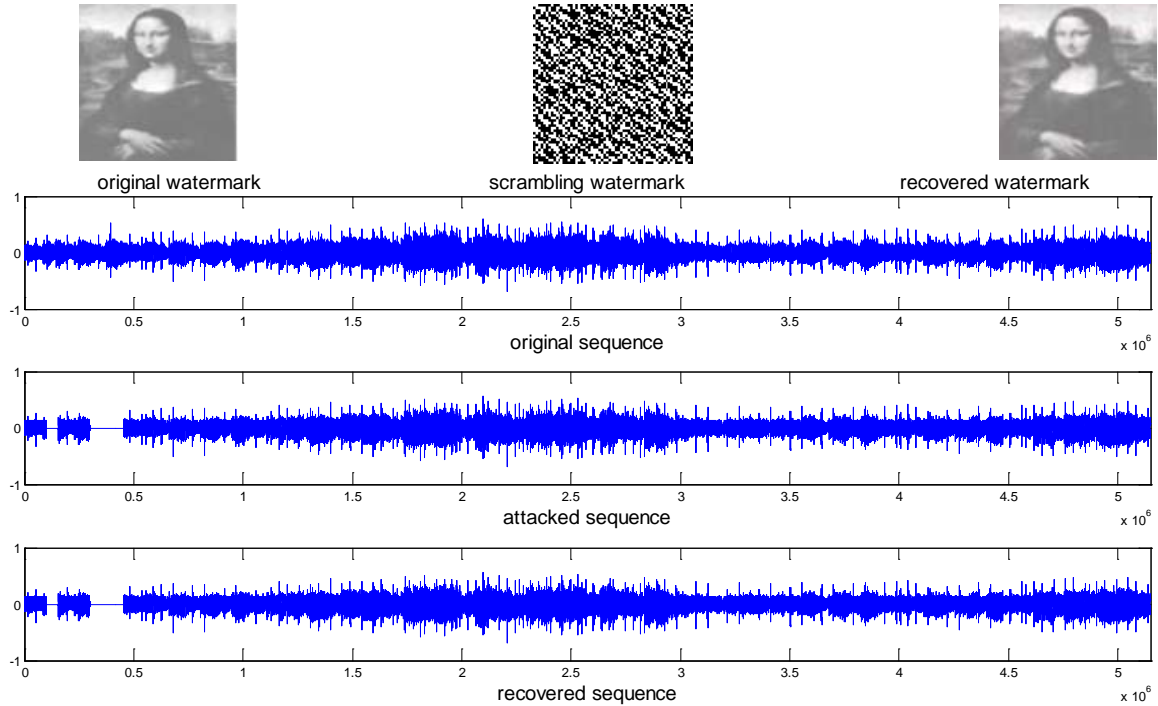 original watermark
scrambling watermark
recovered watermark
1
0
-1
0 0.5 1 1.5 2 2.5 3 3.5 4 4.5 5
x 10^6
original sequence
1
0
-1
0 0.5 1 1.5 2 2.5 3 3.5 4 4.5 5
x 10^6
attacked sequence
1
0
-1
0 0.5 1 1.5 2 2.5 3 3.5 4 4.5 5
x 10^6
recovered sequence